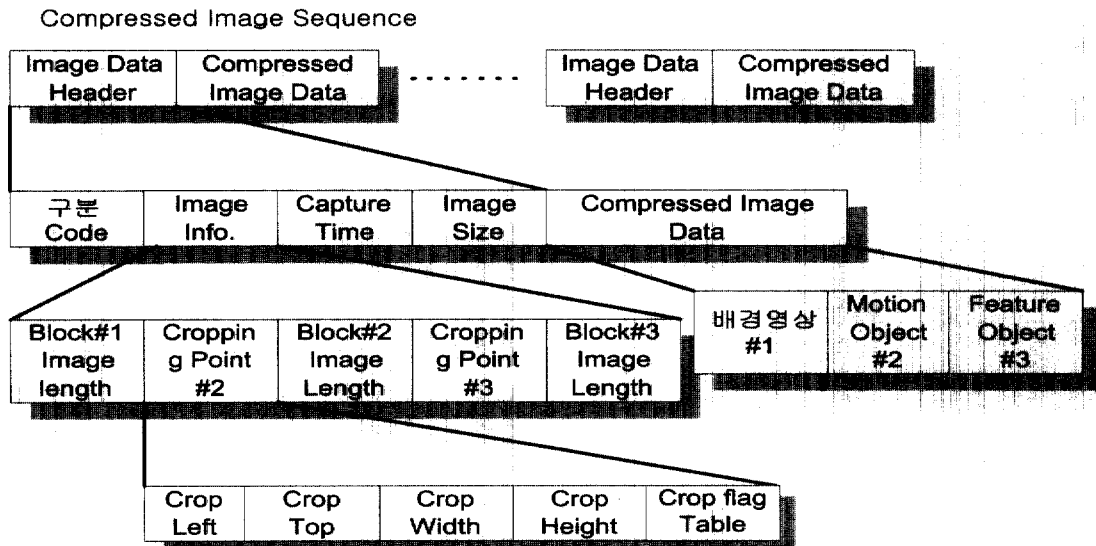 Compressed Image Sequence
Image Data Header
Compressed Image Data
........
Image Data Header
Compressed Image Data
구분 Code
Image Info.
Capture Time
Image Size
Compressed Image Data
Block#1 Image length
Croppin g Point #2
Block#2 Image Length
Croppin g Point #3
Block#3 Image Length
배경영상 #1
Motion Object #2
Feature Object #3
Crop Left
Crop Top
Crop Width
Crop Height
Crop flag Table